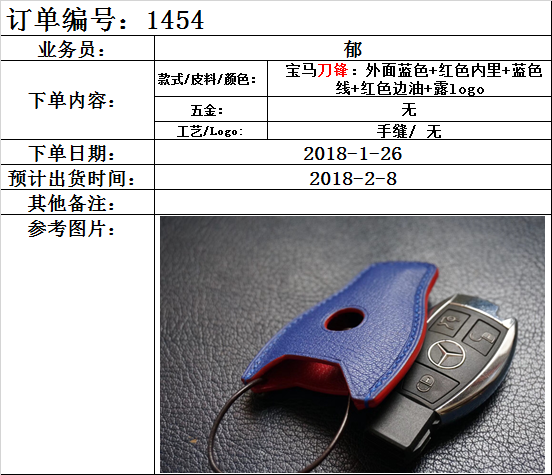 订单编号：1454
业务员： 郁
下单内容：
款式/皮料/颜色： 宝马刀锋：外面蓝色+红色内里+蓝色
线+红色边油+露logo
五金： 无
工艺/Logo： 手缝/ 无
下单日期： 2018-1-26
预计出货时间： 2018-2-8
其他备注：
参考图片：